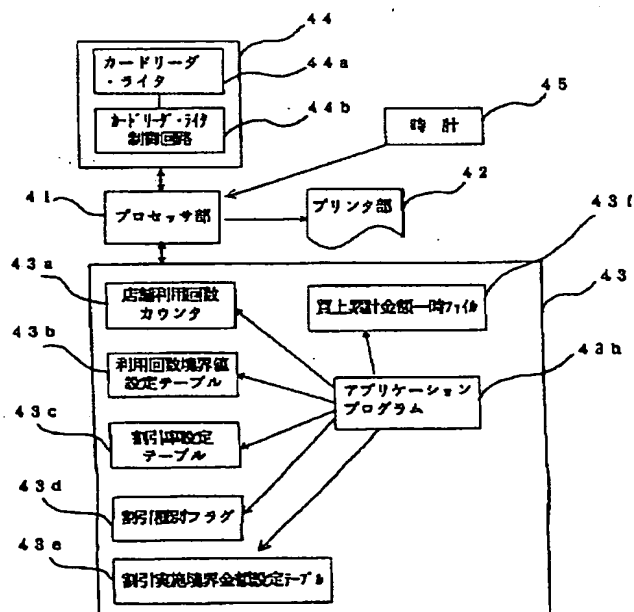 44
カードリーダ
・ライタ
44a
カードリーダ・ライタ
制御回路
44b
時計
45
41
プロセッサ部
プリンタ部
42
43a
店舗利用回数
カウンタ
買上累計金額一時ファイル
43f
43
43b
利用回数境界値
設定テーブル
アプリケーション
プログラム
43h
43c
割引率設定
テーブル
43d
割引種別フラグ
43e
割引実施境界金額設定テーブル